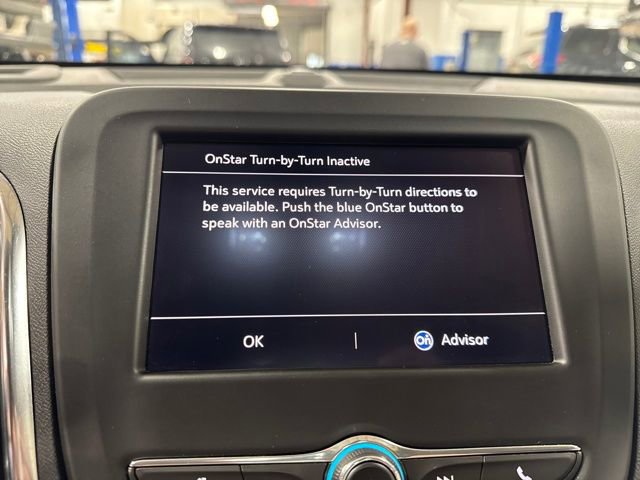 OnStar Turn-by-Turn Inactive
This service requires Turn-by-Turn directions to
be available. Push the blue OnStar button to
speak with an OnStar Advisor.
OK | On Advisor